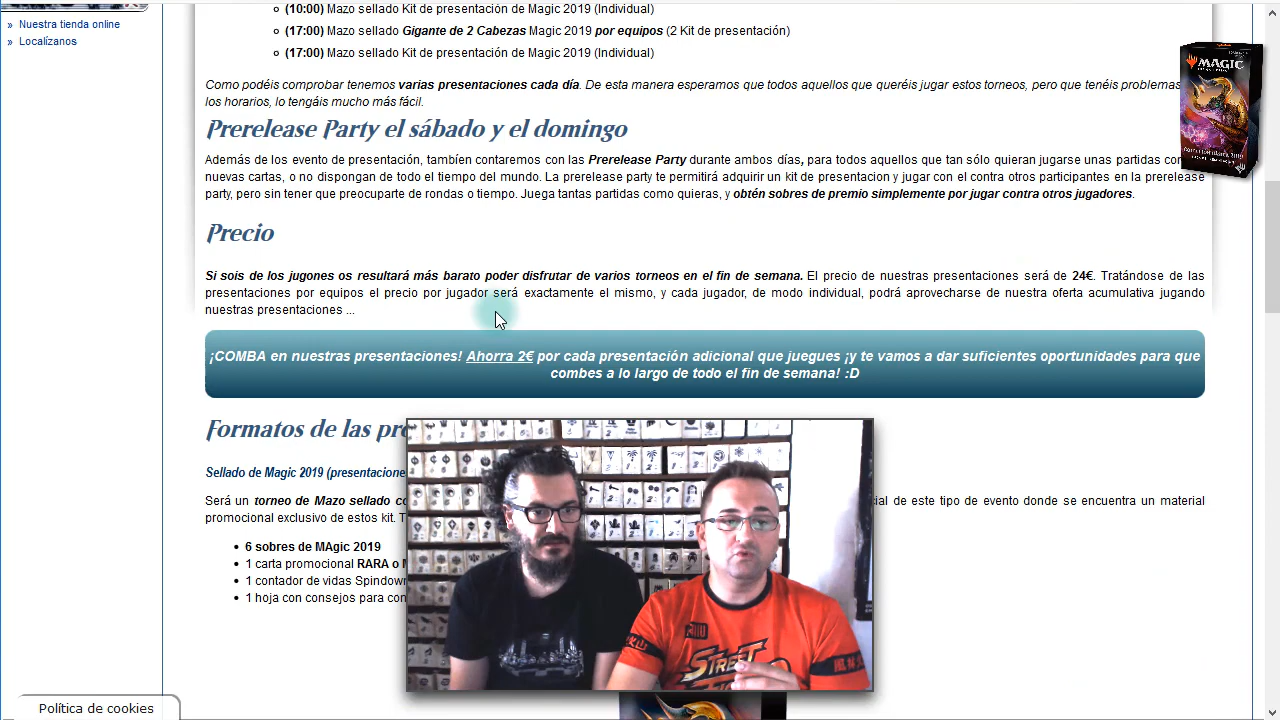 » Nuestra tienda online
» Localízanos
(10:00) Mazo sellado Kit de presentación de Magic 2019 (Individual)
(17:00) Mazo sellado Gigante de 2 Cabezas Magic 2019 por equipos (2 Kit de presentación)
(17:00) Mazo sellado Kit de presentación de Magic 2019 (Individual)
Como podéis comprobar tenemos varias presentaciones cada día. De esta manera esperamos que todos aquellos que queréis jugar estos torneos, pero que tenéis problemas
los horarios, lo tengáis mucho más fácil.
MAGIC
Prerelease Party el sábado y el domingo
Además de los evento de presentación, tambíen contaremos con las Prerelease Party durante ambos días, para todos aquellos que tan sólo quieran jugarse unas partidas con
nuevas cartas, o no dispongan de todo el tiempo del mundo. La prerelease party te permitirá adquirir un kit de presentacion y jugar con el contra otros participantes en la prerelease
party, pero sin tener que preocuparte de rondas o tiempo. Juega tantas partidas como quieras, y obtén sobres de premio simplemente por jugar contra otros jugadores.
Precio
Si sois de los jugones os resultará más barato poder disfrutar de varios torneos en el fin de semana. El precio de nuestras presentaciones será de 24€. Tratándose de las
presentaciones por equipos el precio por jugador será exactamente el mismo, y cada jugador, de modo individual, podrá aprovecharse de nuestra oferta acumulativa jugando
nuestras presentaciones ...
¡COMBA en nuestras presentaciones! Ahorra 2€ por cada presentación adicional que juegues ¡y te vamos a dar suficientes oportunidades para que
combes a lo largo de todo el fin de semana! :D
Formatos de las pr
Sellado de Magic 2019 (presentacione
Será un torneo de Mazo sellado co cial de este tipo de evento donde se encuentra un material
promocional exclusivo de estos kit. T
6 sobres de MAgic 2019
1 carta promocional RARA o
1 contador de vidas Spindown
1 hoja con consejos para con
STREET
Política de cookies